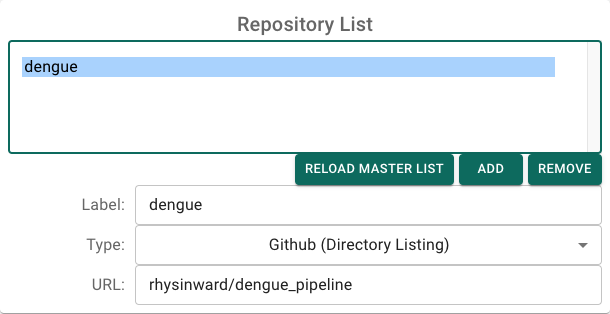 Repository List
dengue
RELOAD MASTER LIST ADD REMOVE
Label: dengue
Type: Github (Directory Listing)
URL: rhysinward/dengue_pipeline